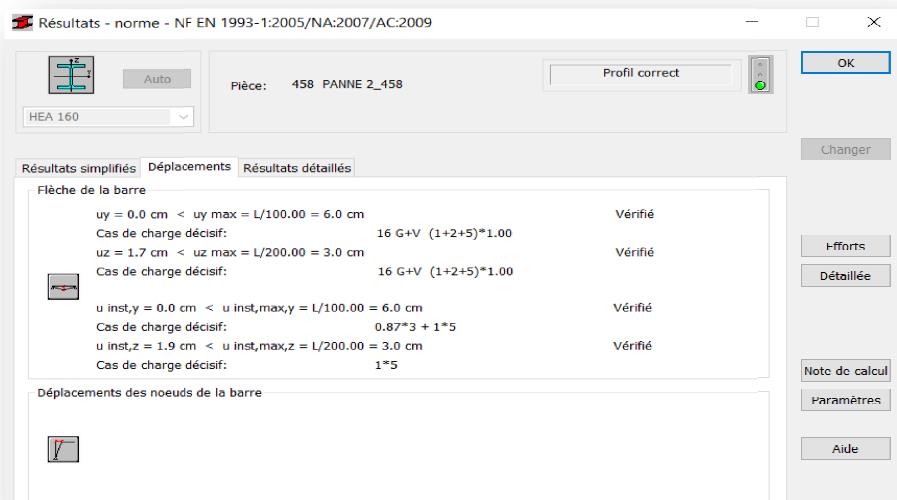 Résultats - norme - NF EN 1993-1:2005/NA:2007/AC:2009
Auto
HEA 160
Pièce: 458 PANNE 2_458
Profil correct
OK
Changer
Résultats simplifiés Déplacements Résultats détaillés
Flèche de la barre
uy = 0.0 cm < uy max = L/100.00 = 6.0 cm Vérifié
Cas de charge décisif: 16 G+V (1+2+5)*1.00
uz = 1.7 cm < uz max = L/200.00 = 3.0 cm Vérifié
Cas de charge décisif: 16 G+V (1+2+5)*1.00
u inst,y = 0.0 cm < u inst,max,y = L/100.00 = 6.0 cm Vérifié
Cas de charge décisif: 0.87*3 + 1*5
u inst,z = 1.9 cm < u inst,max,z = L/200.00 = 3.0 cm Vérifié
Cas de charge décisif: 1*5
Efforts
Détaillée
Note de calcul
Paramètres
Aide
Déplacements des noeuds de la barre